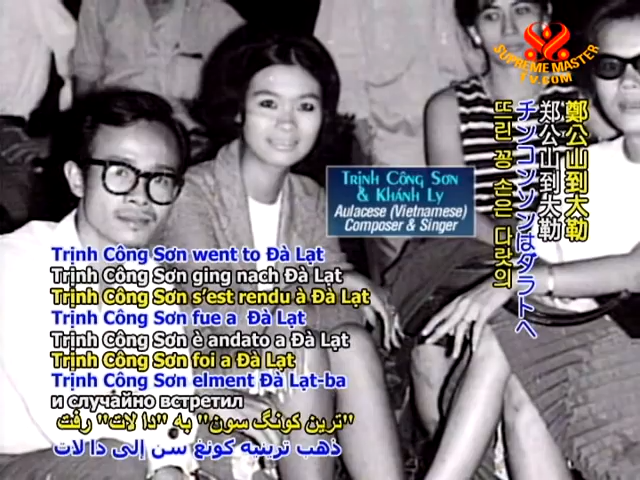 SUPREME MASTER
TV.COM
TRỊNH CÔNG SƠN
& KHÁNH LY
Aulacese (Vietnamese)
Composer & Singer
鄭公山到大勒
郑公山到大勒
チンコンソンはダラトへ
뜨린 꽁 손은 다랏의
Trịnh Công Sơn went to Đà Lạt
Trịnh Công Sơn ging nach Đà Lạt
Trịnh Công Sơn s’est rendu à Đà Lạt
Trịnh Công Sơn fue a Đà Lạt
Trịnh Công Sơn è andato a Đà Lạt
Trịnh Công Sơn foi a Đà Lạt
Trịnh Công Sơn elment Đà Lạt-ba
и случайно встретил
"ترین کونگ سون" به "دا لات" رفت
ذهب ترينيه كونغ سن إلى دا لات